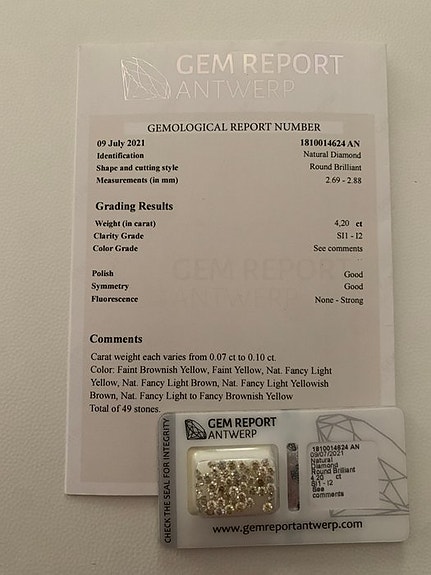 GEM REPORT
ANTWERP
GEMOLOGICAL REPORT NUMBER
09 July 2021 1810014624 AN
Identification Natural Diamond
Shape and cutting style Round Brilliant
Measurements (in mm) 2.69 - 2.88
Grading Results
Weight (in carat) 4,20 ct
Clarity Grade SI1 - I2
Color Grade See comments
GEM REPORT
ANTWERP
Polish Good
Symmetry Good
Fluorescence None - Strong
Comments
Carat weight each varies from 0.07 ct to 0.10 ct.
Color: Faint Brownish Yellow, Faint Yellow, Nat. Fancy Light
Yellow, Nat. Fancy Light Brown, Nat. Fancy Light Yellowish
Brown, Nat. Fancy Light to Fancy Brownish Yellow
Total of 49 stones.
CHECK THE SEAL FOR INTEGRITY
GEM REPORT
ANTWERP
1810014624 AN
09/07/2021
Natural
Diamond
Round Brilliant
4.20 ct
SI1 - I2
See
comments
www.gemreportantwerp.com